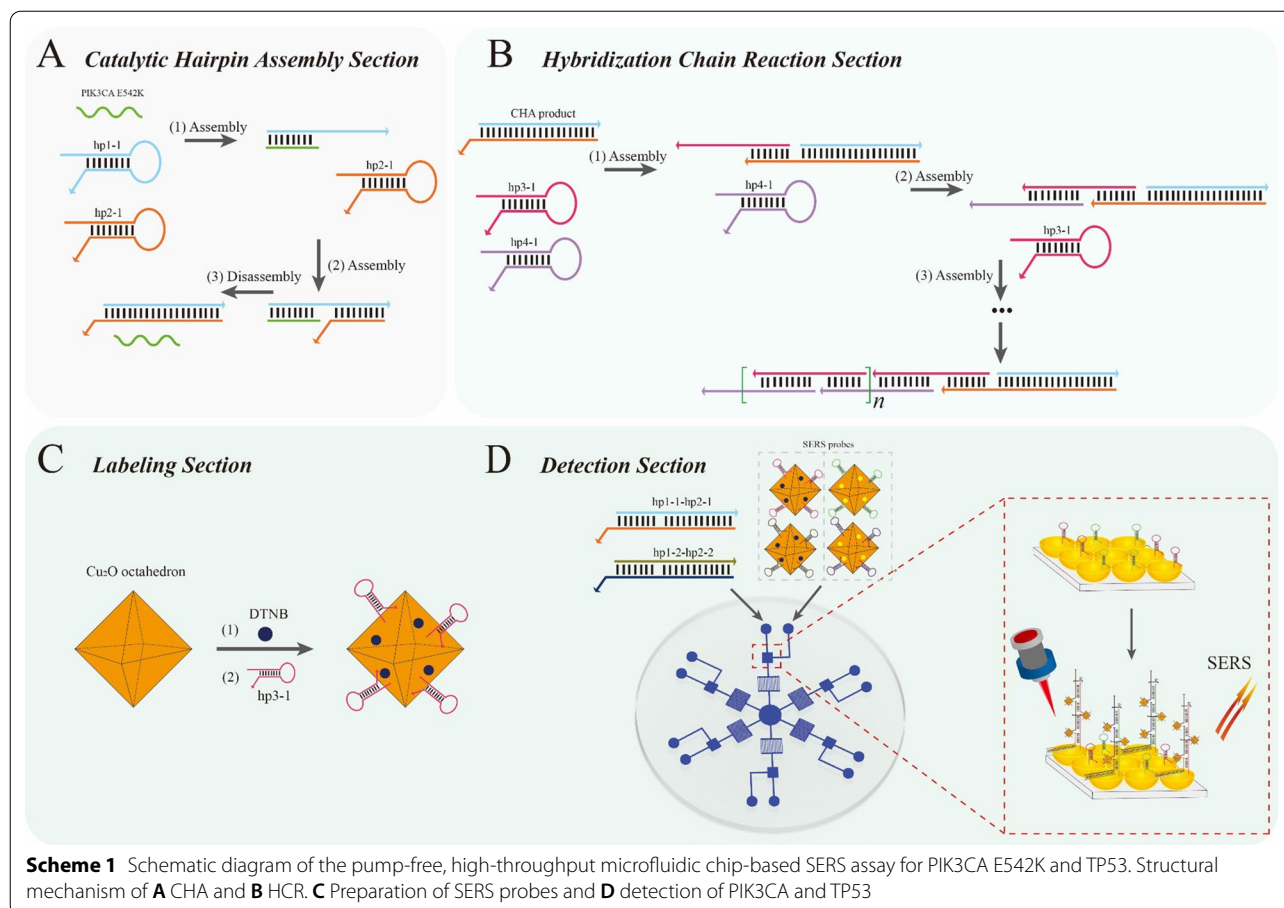 A Catalytic Hairpin Assembly Section
PIK3CA E542K
(1) Assembly
hp1-1
hp2-1
hp2-1
(2) Assembly
(3) Disassembly
B Hybridization Chain Reaction Section
CHA product
(1) Assembly
hp3-1
hp4-1
hp4-1
(2) Assembly
hp3-1
(3) Assembly
•••
n
C Labeling Section
Cu₂O octahedron
(1) DTNB
(2) hp3-1
D Detection Section
SERS probes
hp1-1-hp2-1
hp1-2-hp2-2
SERS
Scheme 1 Schematic diagram of the pump-free, high-throughput microfluidic chip-based SERS assay for PIK3CA E542K and TP53. Structural
mechanism of A CHA and B HCR. C Preparation of SERS probes and D detection of PIK3CA and TP53